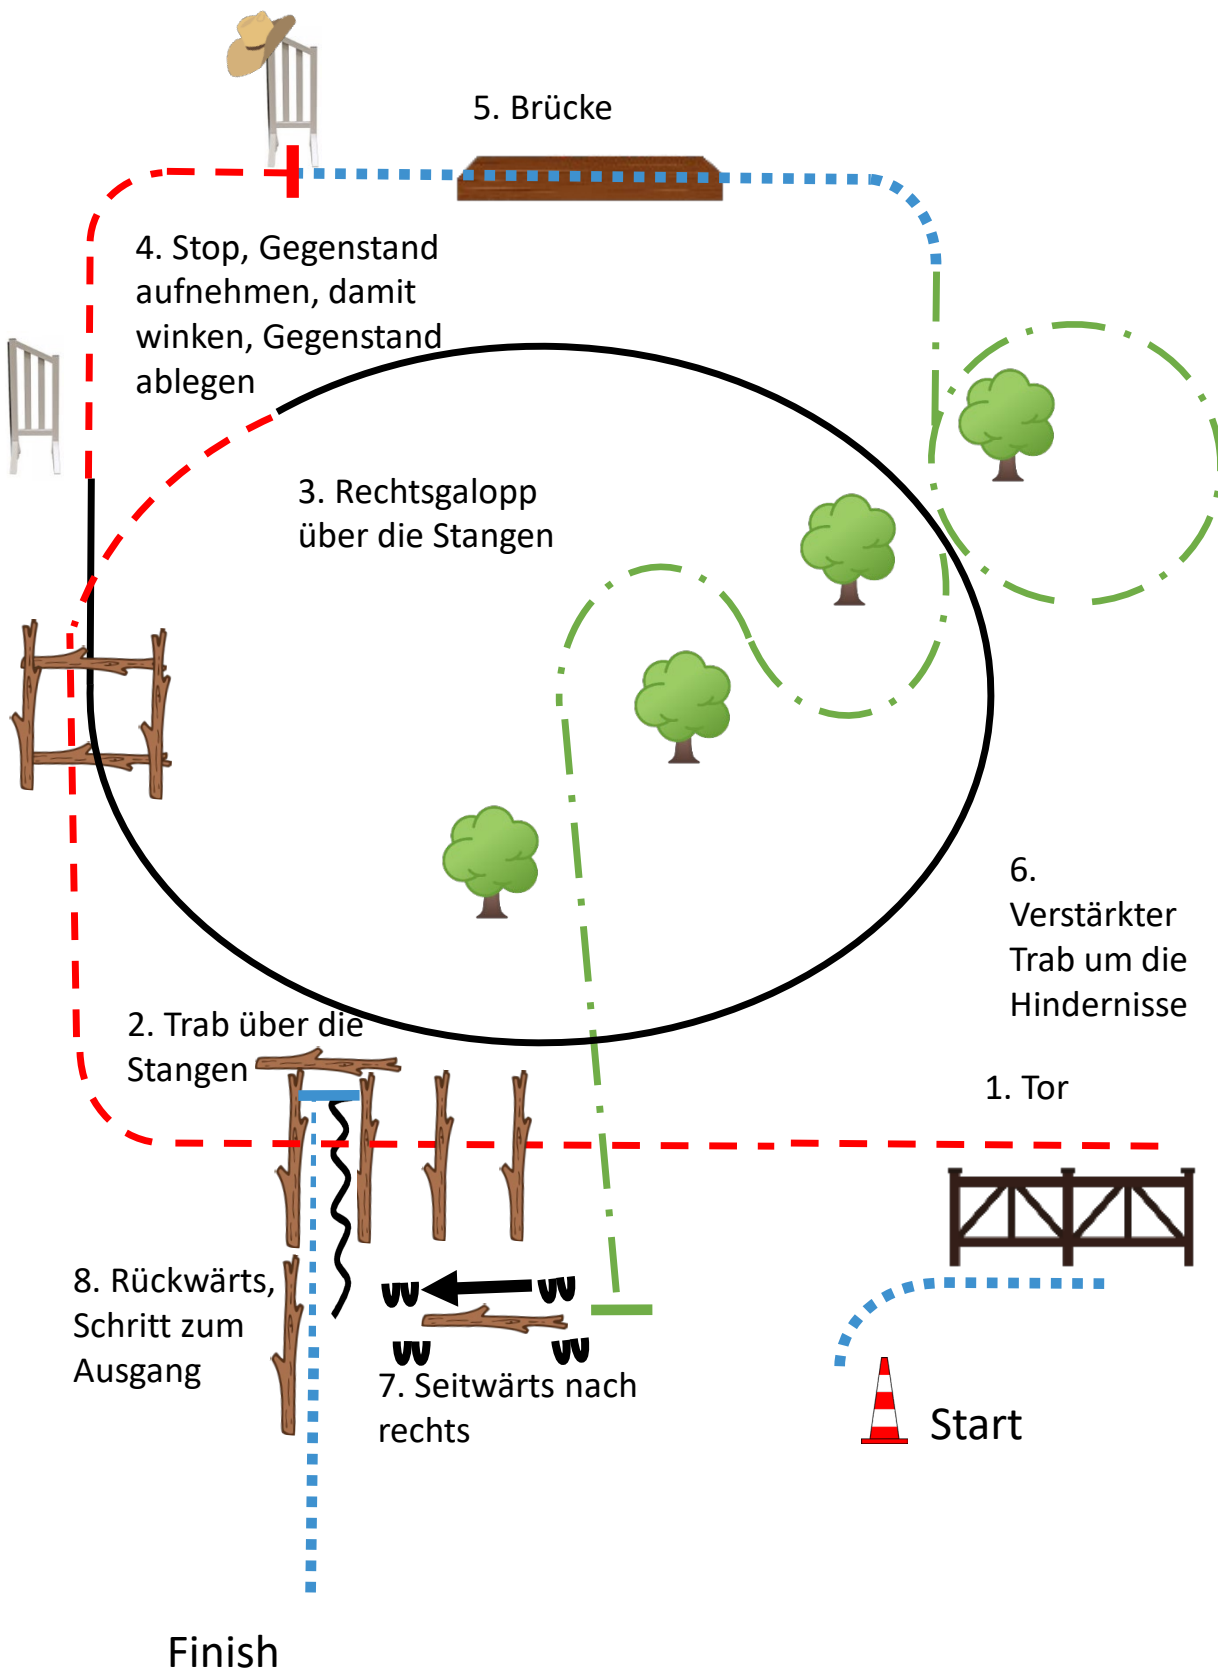 5. Brücke
4. Stop, Gegenstand
aufnehmen, damit
winken, Gegenstand
ablegen
3. Rechtsgalopp
über die Stangen
6.
Verstärkter
Trab um die
Hindernisse
2. Trab über die
Stangen
1. Tor
8. Rückwärts,
Schritt zum
Ausgang
7. Seitwärts nach
rechts
Start
Finish